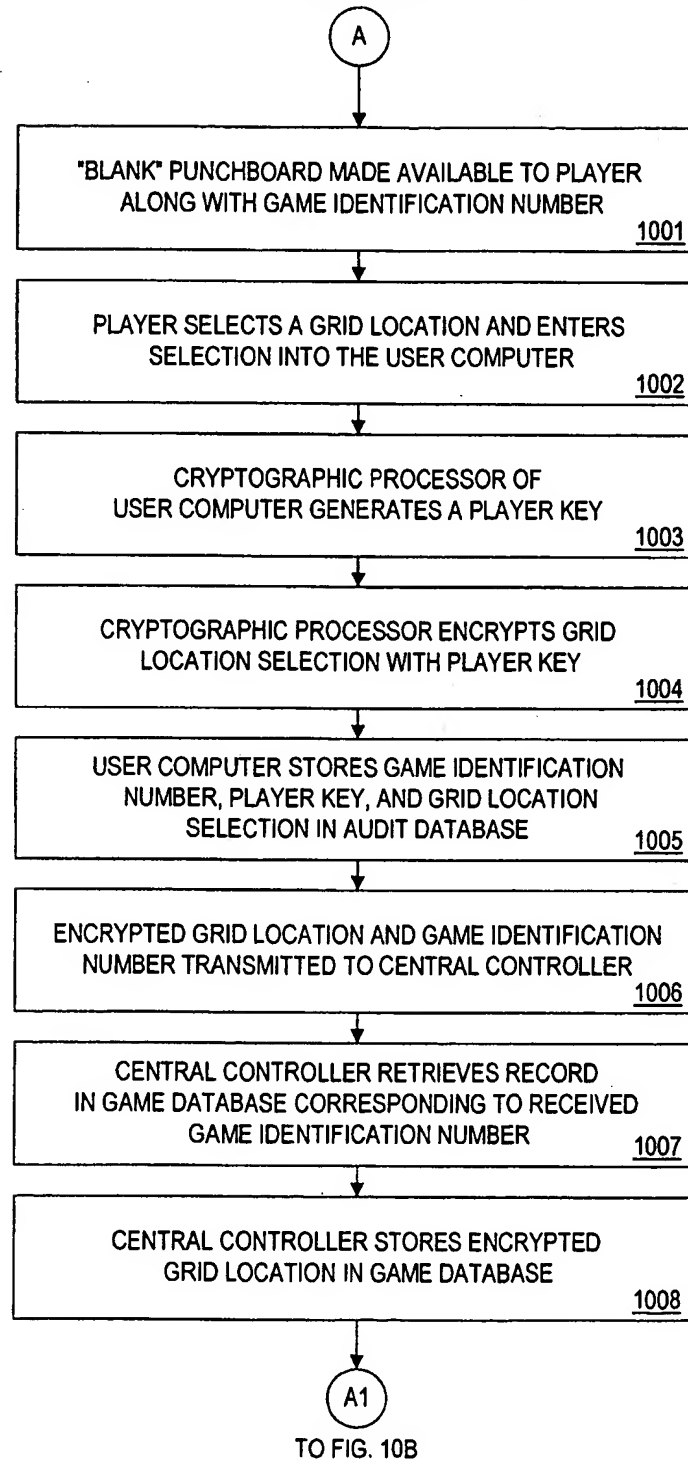 A
"BLANK" PUNCHBOARD MADE AVAILABLE TO PLAYER
ALONG WITH GAME IDENTIFICATION NUMBER
1001
PLAYER SELECTS A GRID LOCATION AND ENTERS
SELECTION INTO THE USER COMPUTER
1002
CRYPTOGRAPHIC PROCESSOR OF
USER COMPUTER GENERATES A PLAYER KEY
1003
CRYPTOGRAPHIC PROCESSOR ENCRYPTS GRID
LOCATION SELECTION WITH PLAYER KEY
1004
USER COMPUTER STORES GAME IDENTIFICATION
NUMBER, PLAYER KEY, AND GRID LOCATION
SELECTION IN AUDIT DATABASE
1005
ENCRYPTED GRID LOCATION AND GAME IDENTIFICATION
NUMBER TRANSMITTED TO CENTRAL CONTROLLER
1006
CENTRAL CONTROLLER RETRIEVES RECORD
IN GAME DATABASE CORRESPONDING TO RECEIVED
GAME IDENTIFICATION NUMBER
1007
CENTRAL CONTROLLER STORES ENCRYPTED
GRID LOCATION IN GAME DATABASE
1008
A1
TO FIG. 10B